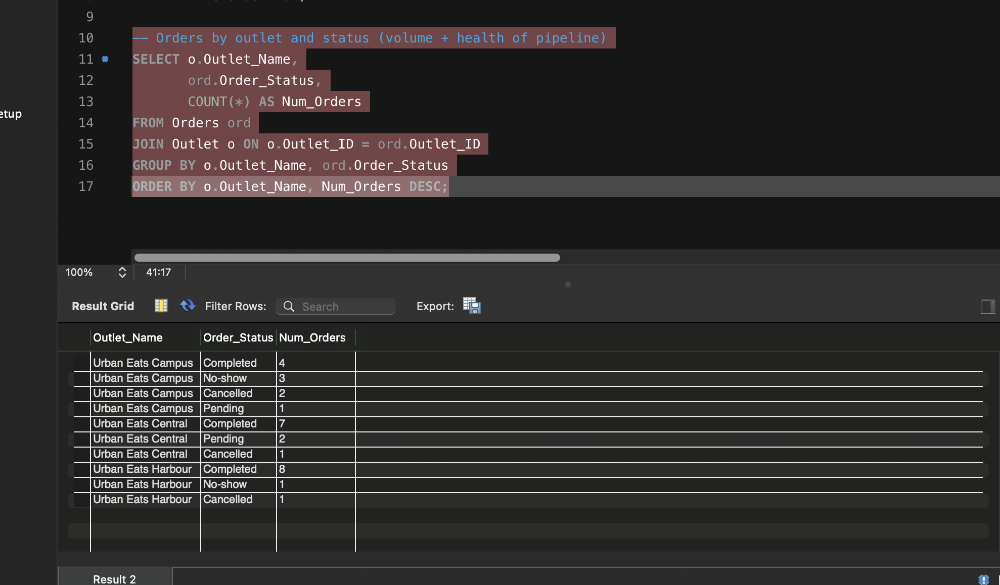 9
10 -- Orders by outlet and status (volume + health of pipeline)
11 SELECT o.Outlet_Name,
12 ord.Order_Status,
13 COUNT(*) AS Num_Orders
14 FROM Orders ord
15 JOIN Outlet o ON o.Outlet_ID = ord.Outlet_ID
16 GROUP BY o.Outlet_Name, ord.Order_Status
17 ORDER BY o.Outlet_Name, Num_Orders DESC;
etup
100% 41:17
Result Grid Filter Rows: Search Export:
Outlet_Name Order_Status Num_Orders
Urban Eats Campus Completed 4
Urban Eats Campus No-show 3
Urban Eats Campus Cancelled 2
Urban Eats Campus Pending 1
Urban Eats Central Completed 7
Urban Eats Central Pending 2
Urban Eats Central Cancelled 1
Urban Eats Harbour Completed 8
Urban Eats Harbour No-show 1
Urban Eats Harbour Cancelled 1
Result 2